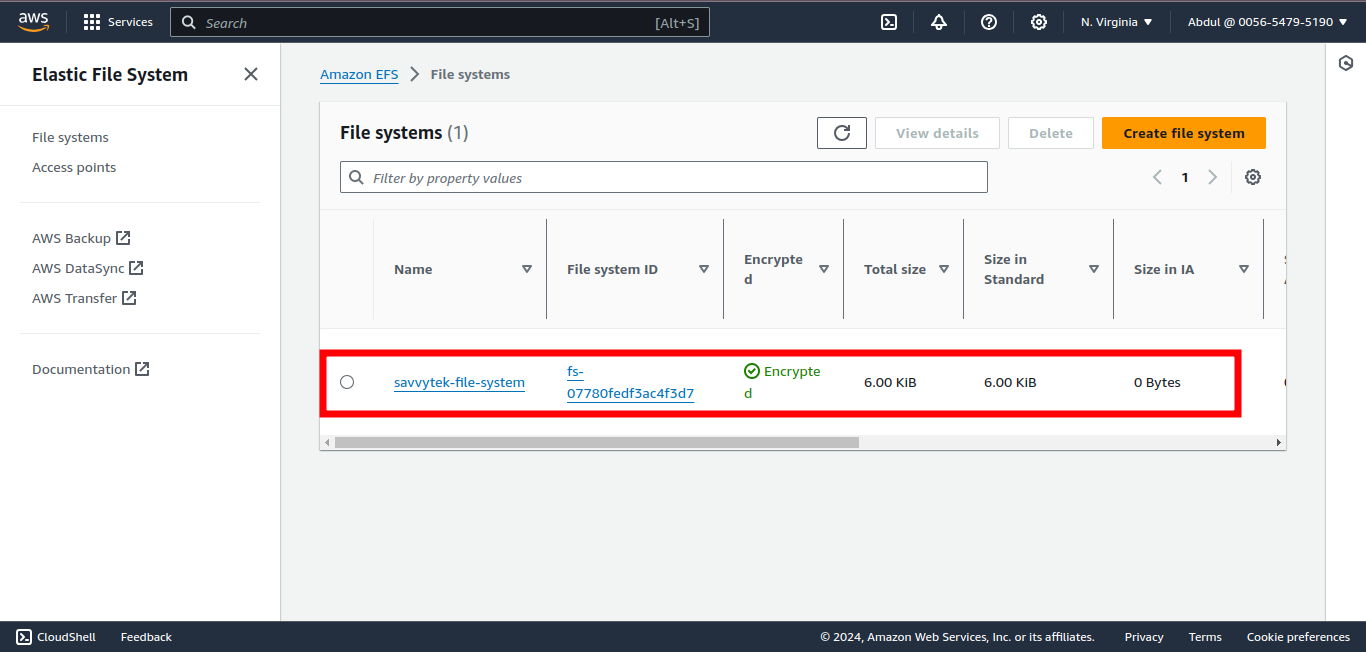 aws
Services
Search
[Alt+S]
N. Virginia
Abdul @ 0056-5479-5190
Elastic File System
File systems
Access points
AWS Backup
AWS DataSync
AWS Transfer
Documentation
Amazon EFS
File systems
File systems (1)
View details
Delete
Create file system
Filter by property values
1
Name
File system ID
Encrypte
d
Total size
Size in
Standard
Size in IA
savvytek-file-system
fs-
07780fedf3ac4f3d7
Encrypte
d
6.00 KiB
6.00 KiB
0 Bytes
CloudShell
Feedback
© 2024, Amazon Web Services, Inc. or its affiliates.
Privacy
Terms
Cookie preferences